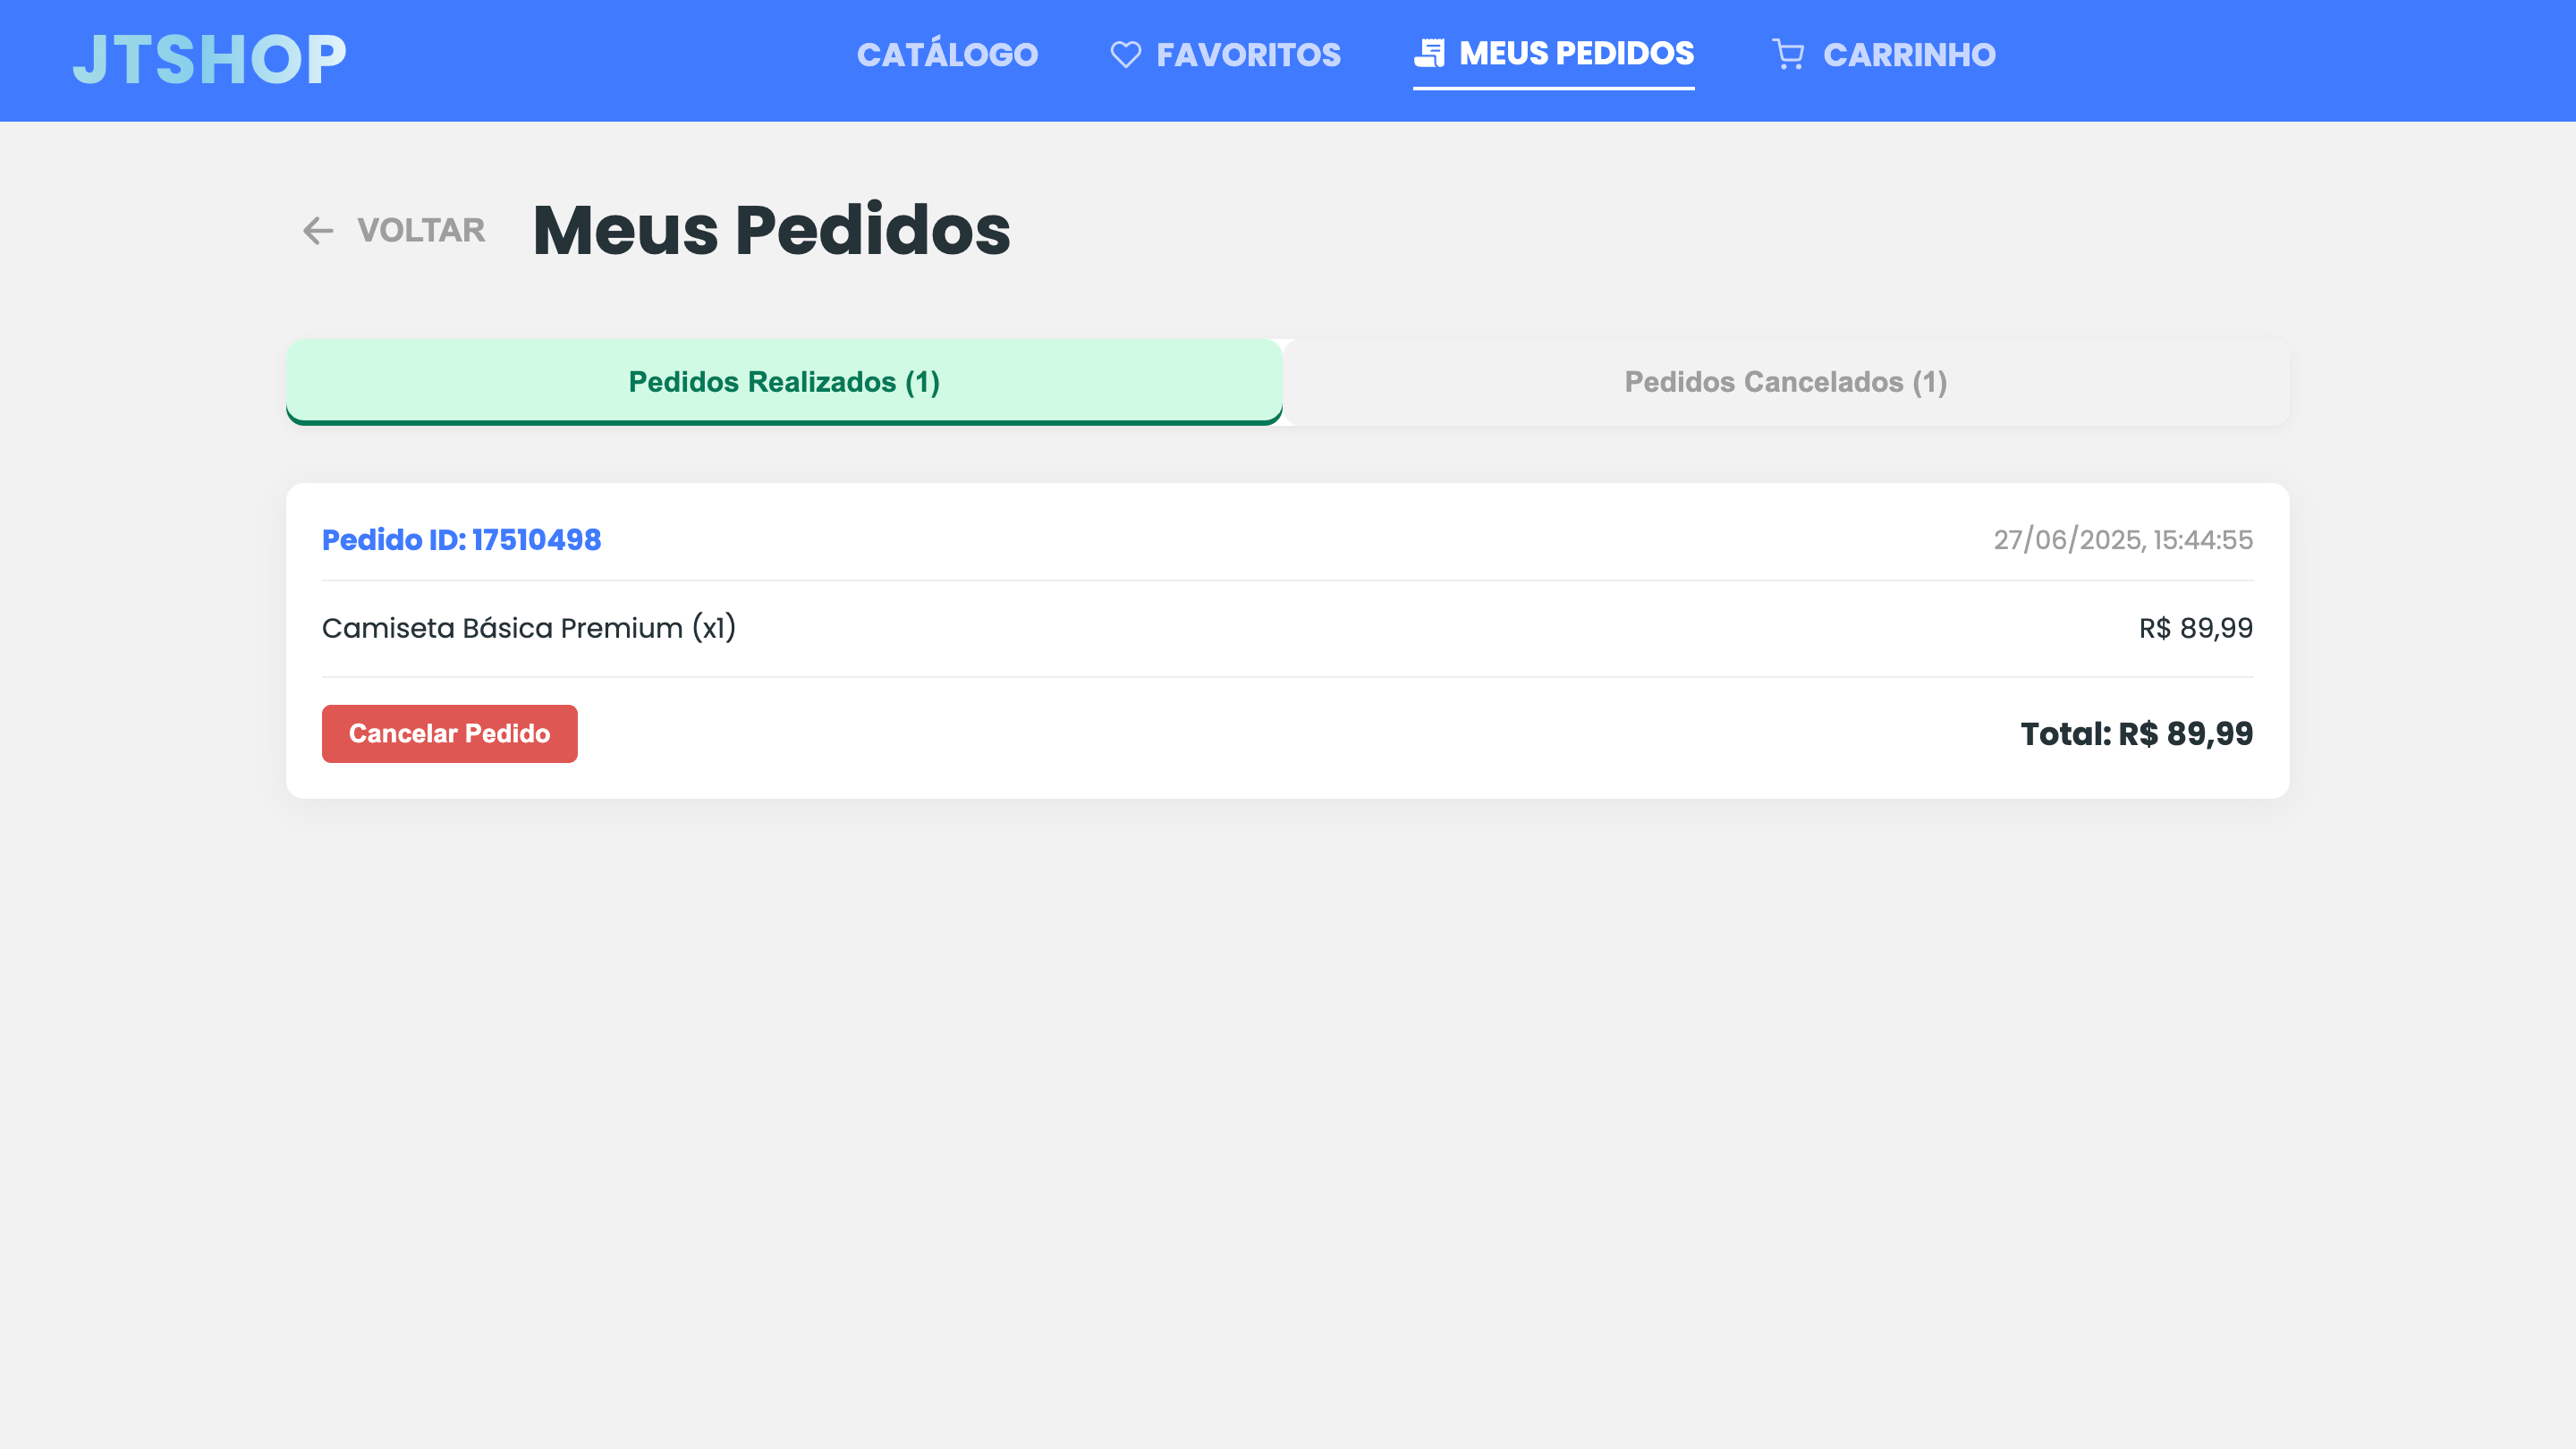 JTSHOP
CATÁLOGO FAVORITOS MEUS PEDIDOS CARRINHO
VOLTAR Meus Pedidos
Pedidos Realizados (1) Pedidos Cancelados (1)
Pedido ID: 17510498 27/06/2025, 15:44:55
Camiseta Básica Premium (x1) R$ 89,99
Cancelar Pedido Total: R$ 89,99